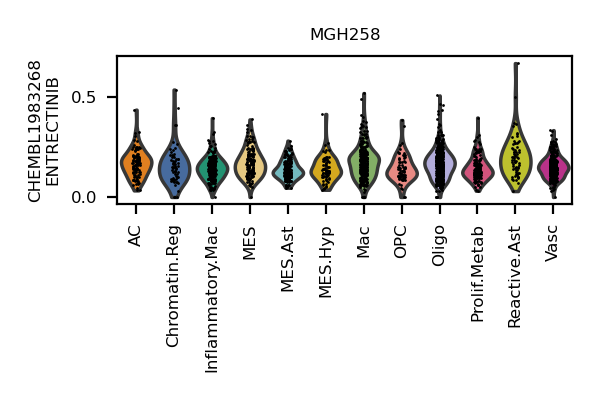 MGH258
CHEMBL1983268
ENTRECTINIB
0.5
0.0
AC
Chromatin.Reg
Inflammatory.Mac
MES
MES.Ast
MES.Hyp
Mac
OPC
Oligo
Prolif.Metab
Reactive.Ast
Vasc